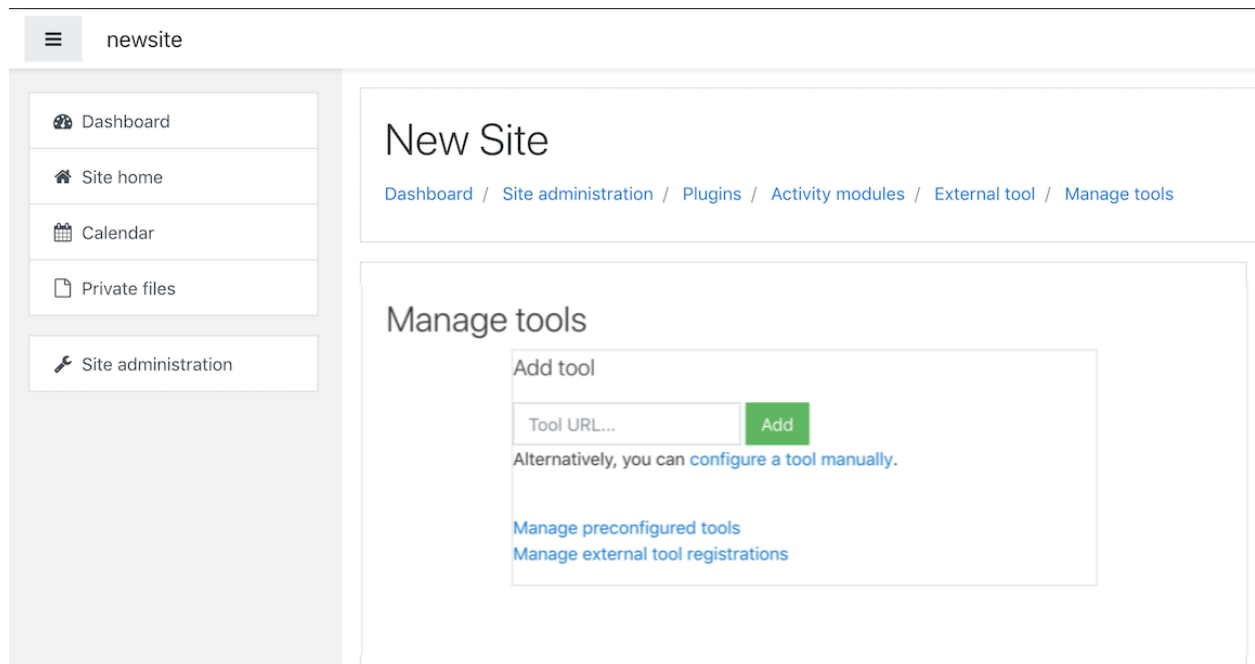 newsite
Dashboard
Site home
Calendar
Private files
Site administration
New Site
Dashboard / Site administration / Plugins / Activity modules / External tool / Manage tools
Manage tools
Add tool
Tool URL... Add
Alternatively, you can configure a tool manually.
Manage preconfigured tools
Manage external tool registrations